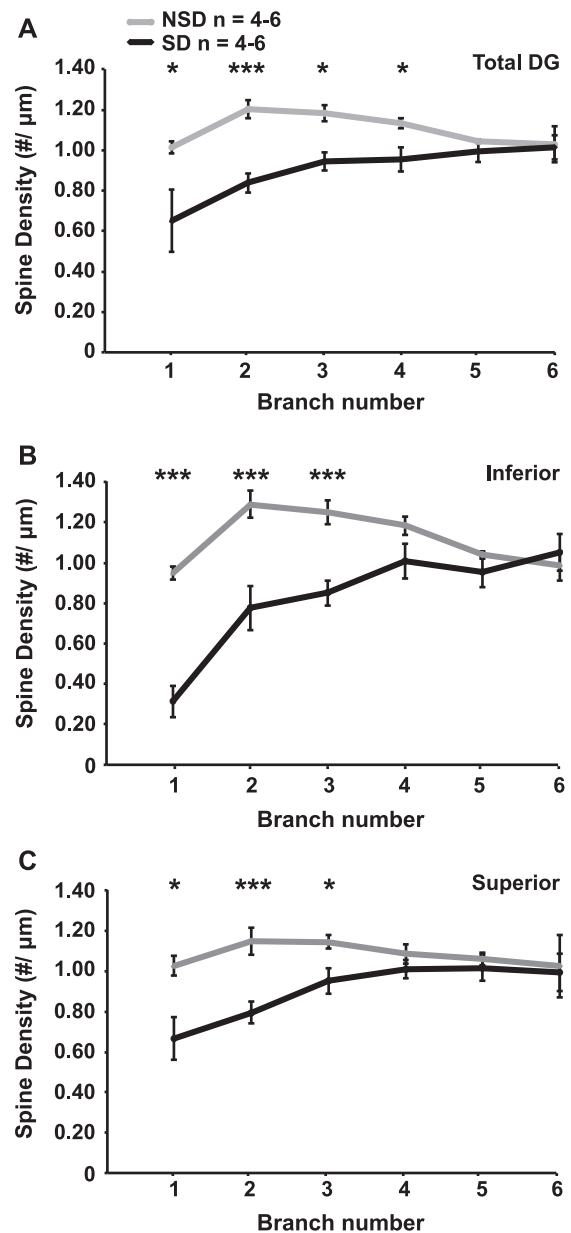 A
NSD n = 4-6
SD n = 4-6
Total DG
* *** * *
Spine Density (#/ µm)
1.40
1.20
1.00
0.80
0.60
0.40
0.20
0
1 2 3 4 5 6
Branch number
B
Inferior
*** *** ***
Spine Density (#/ µm)
1.40
1.20
1.00
0.80
0.60
0.40
0.20
0
1 2 3 4 5 6
Branch number
C
Superior
* *** *
Spine Density (#/ µm)
1.40
1.20
1.00
0.80
0.60
0.40
0.20
0
1 2 3 4 5 6
Branch number